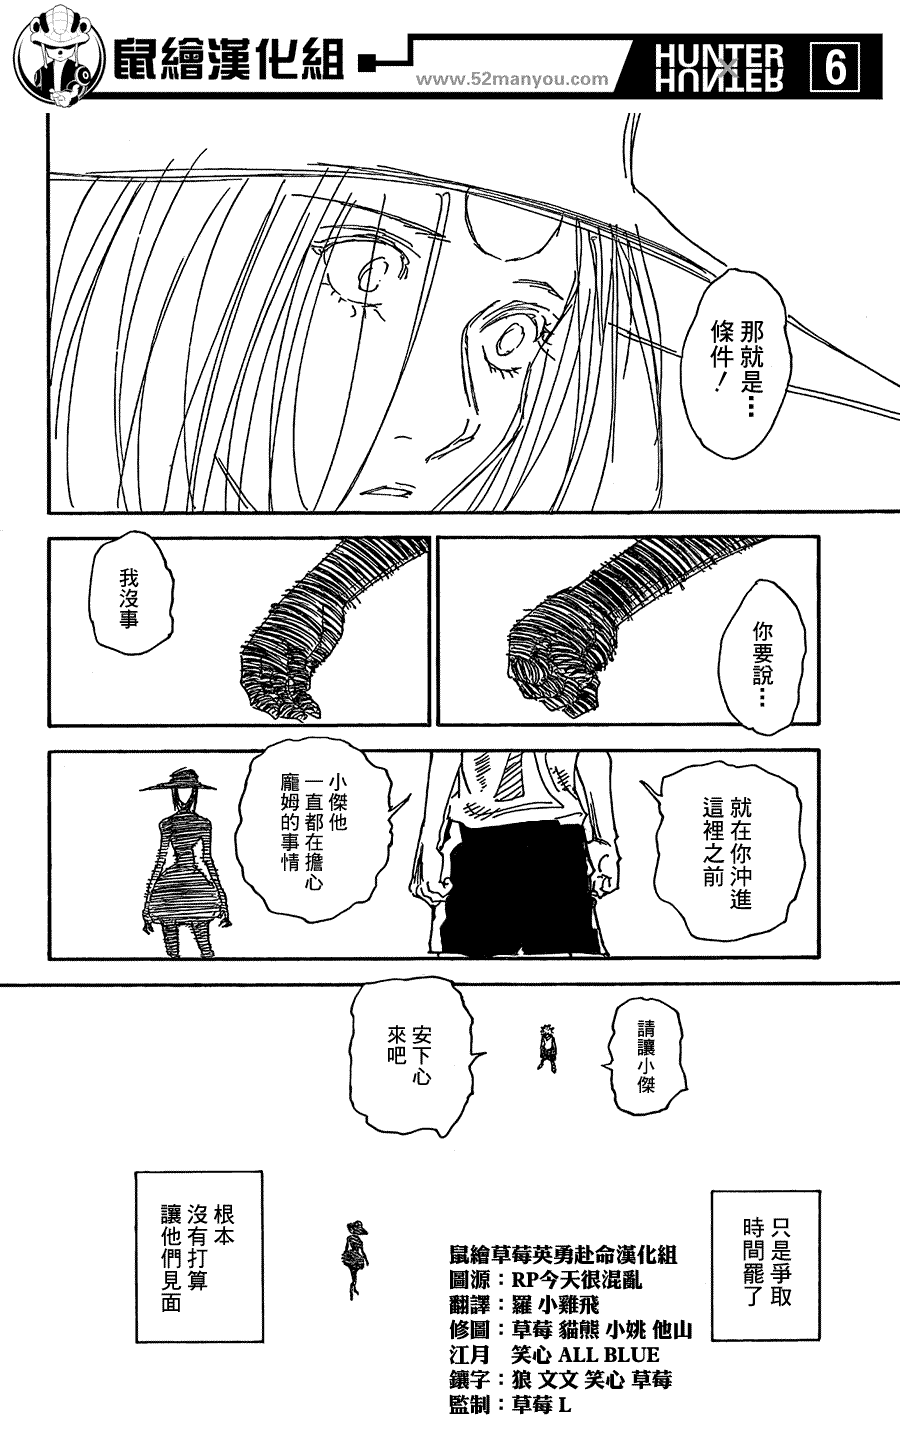 鼠繪漢化組
www.52manyou.com
HUNTER
×
HUNTER
6
那就是…
條件！
你要說…
我沒事
就在你沖進
這裡之前
小傑他
一直都在擔心
龐姆的事情
請讓小傑
安下心
來吧
只是爭取
時間罷了
根本
沒有打算
讓他們見面
鼠繪草莓英勇赴命漢化組
圖源：RP今天很混亂
翻譯：羅 小雞飛
修圖：草莓 貓熊 小姚 他山
江月 笑心 ALL BLUE
鑲字：狼 文文 笑心 草莓
監制：草莓 L